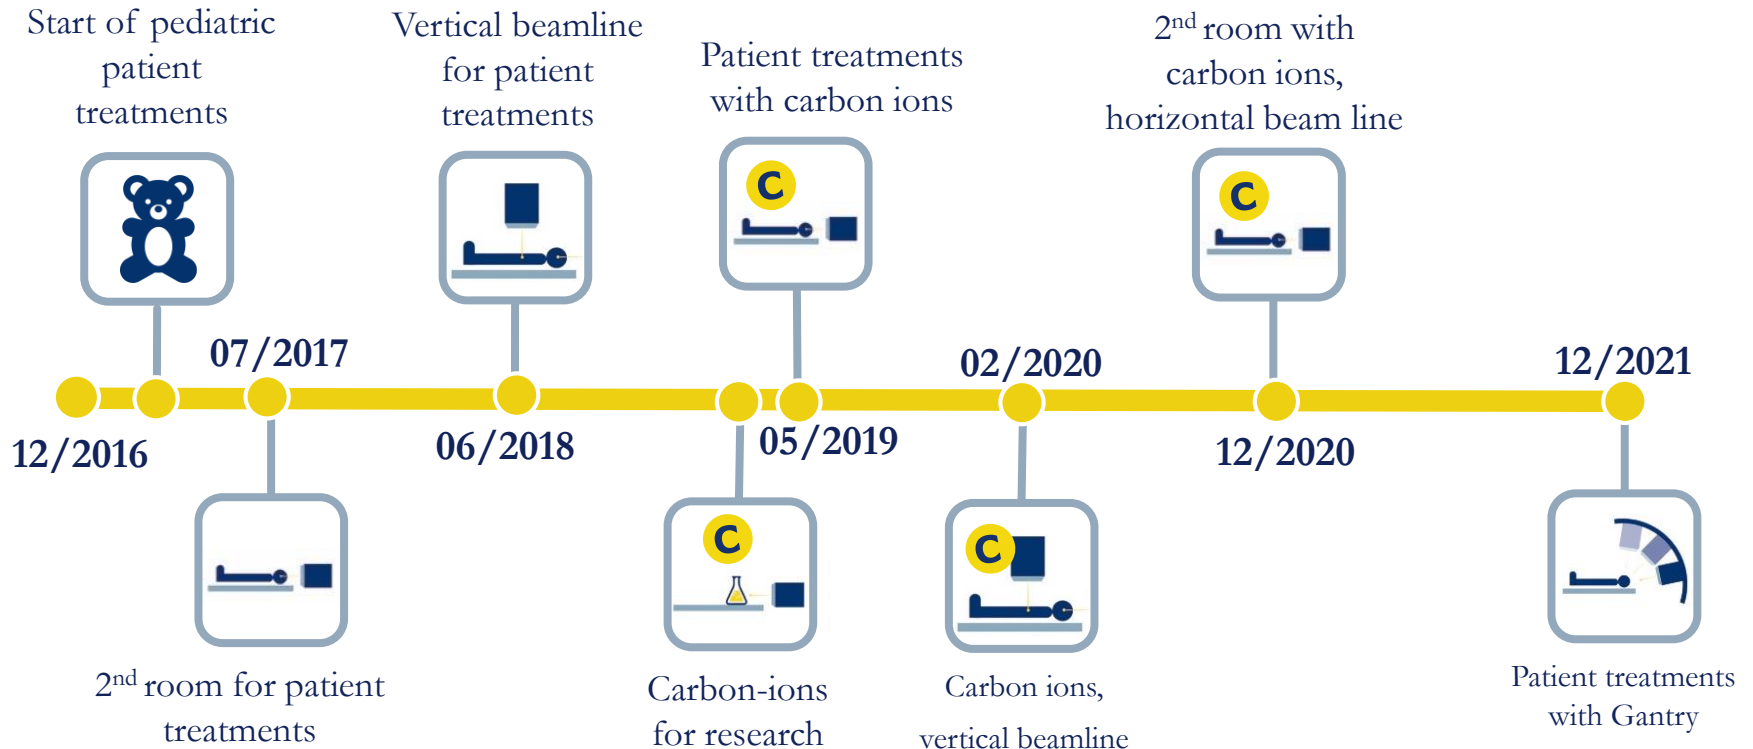 Start of pediatric
patient
treatments
Vertical beamline
for patient
treatments
Patient treatments
with carbon ions
2nd room with
carbon ions,
horizontal beam line
C
C
07/2017
02/2020
12/2021
12/2016
06/2018
05/2019
12/2020
C
C
2nd room for patient
treatments
Carbon-ions
for research
Carbon ions,
vertical beamline
Patient treatments
with Gantry